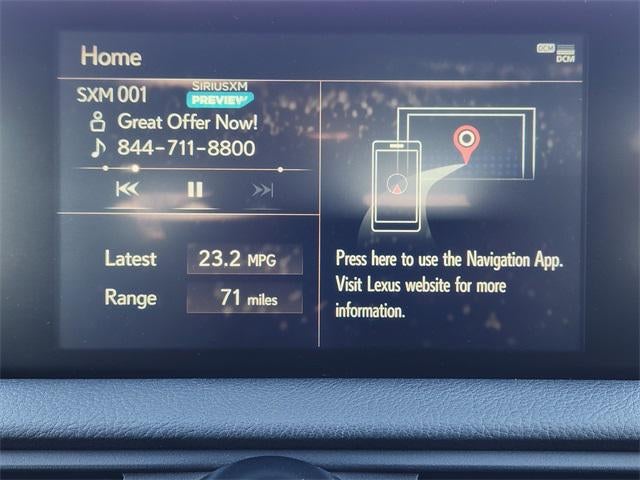 Home
DCM
DCM
SXM 001
SIRIUSXM
PREVIEW
Great Offer Now!
844-711-8800
Latest 23.2 MPG
Range 71 miles
Press here to use the Navigation App.
Visit Lexus website for more
information.